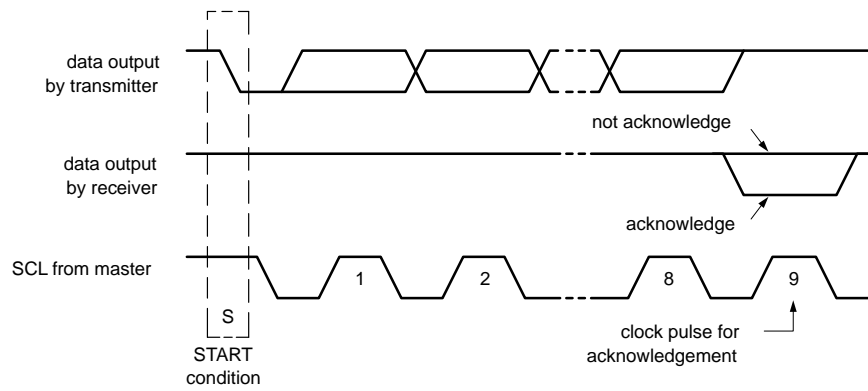 data output
by transmitter
not acknowledge
data output
by receiver
acknowledge
SCL from master
1
2
8
9
S
START
condition
clock pulse for
acknowledgement